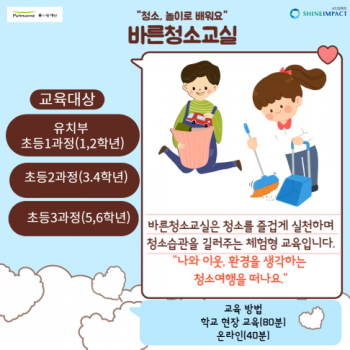 Pulmuone
풀무원재단
SHINEIMPACT
"청소, 놀이로 배워요"
바른청소교실
교육대상
유치부
초등1과정(1,2학년)
초등2과정(3.4학년)
초등3과정(5,6학년)
바른청소교실은 청소를 즐겁게 실천하며
청소습관을 길러주는 체험형 교육입니다.
"나와 이웃, 환경을 생각하는
청소여행을 떠나요."
교육 방법
학교 현장 교육(80분)
온라인(40분)